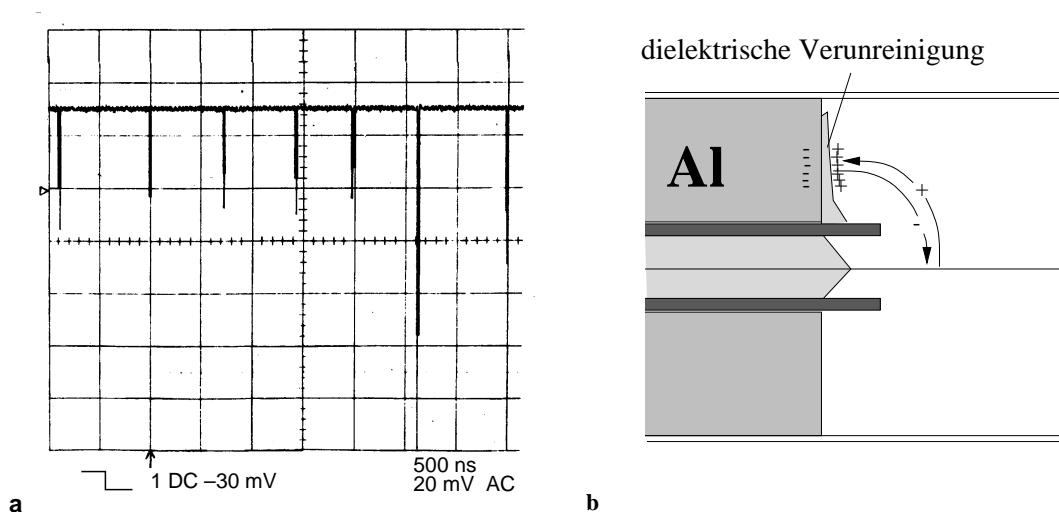 dielektrische Verunreinigung
Al
- - - - - -
+ + + + +
+
-
1 DC –30 mV
500 ns
20 mV AC
a
b